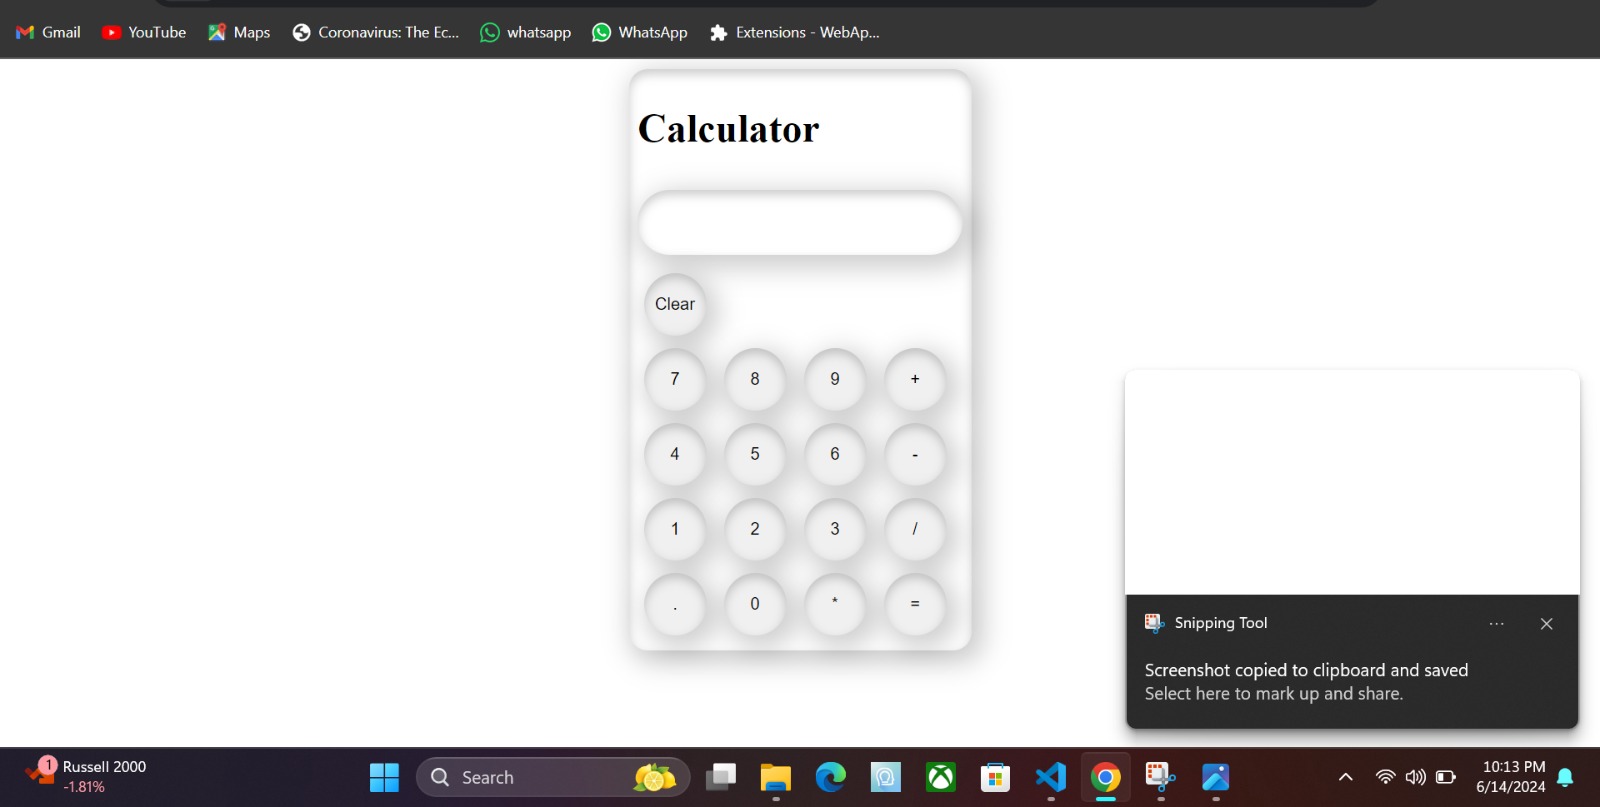 Gmail YouTube Maps Coronavirus: The Ec... whatsapp WhatsApp Extensions - WebAp...
Calculator
Clear
7 8 9 +
4 5 6 -
1 2 3 /
. 0 * =
Snipping Tool ...
Screenshot copied to clipboard and saved
Select here to mark up and share.
1 Russell 2000
-1.81%
Search
10:13 PM
6/14/2024